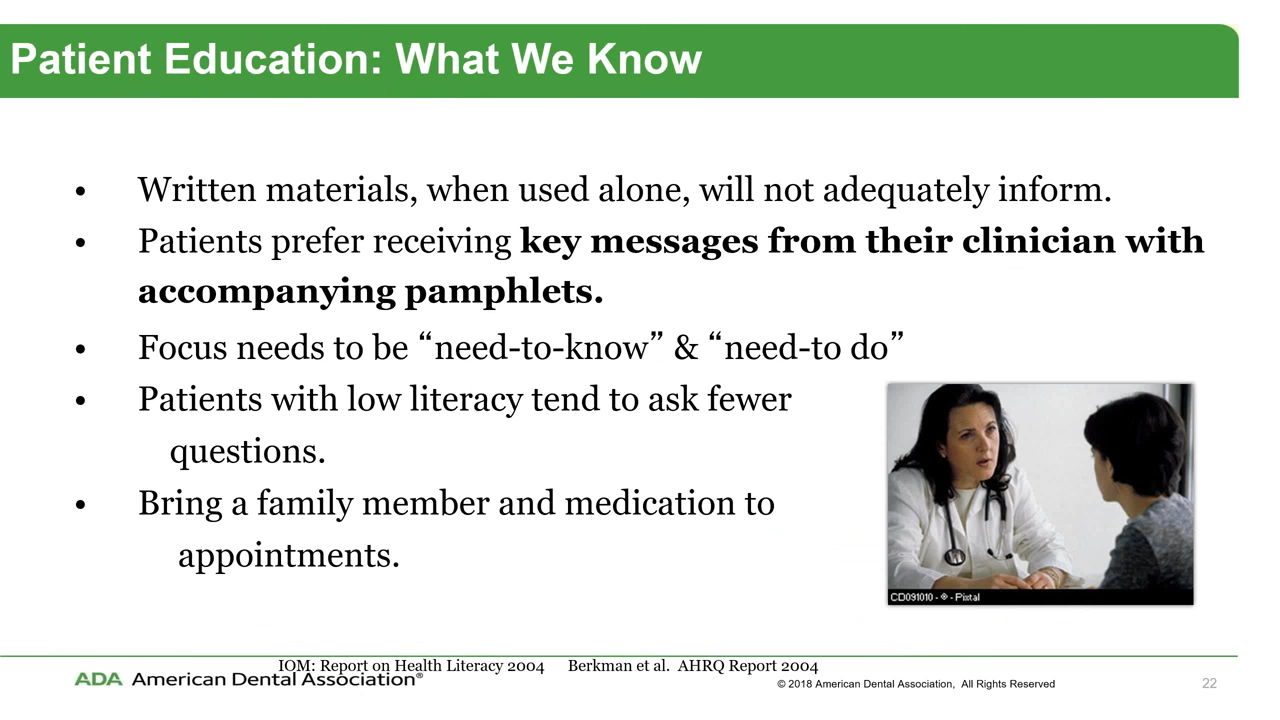 Patient Education: What We Know
• Written materials, when used alone, will not adequately inform.
• Patients prefer receiving key messages from their clinician with
accompanying pamphlets.
• Focus needs to be “need-to-know” & “need-to do”
• Patients with low literacy tend to ask fewer
questions.
• Bring a family member and medication to
appointments.
CD091010 - ® - Pixtal
IOM: Report on Health Literacy 2004 Berkman et al. AHRQ Report 2004
ADA American Dental Association®
© 2018 American Dental Association, All Rights Reserved
22